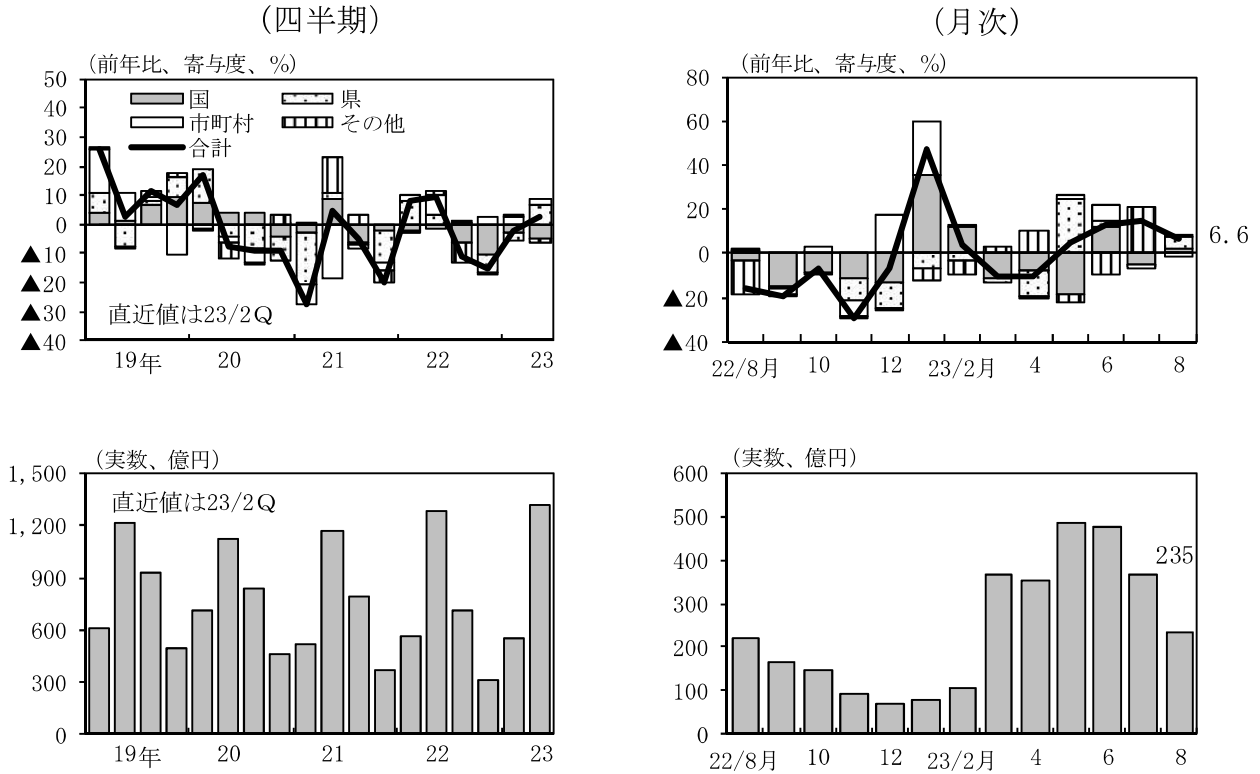 (四半期)
(月次)
(前年比、寄与度、%)
50
40
30
20
10
0
▲ 10
▲ 20
▲ 30
▲ 40
国
県
市町村
その他
合計
直近値は23/2Q
19年 20 21 22 23
(前年比、寄与度、%)
80
60
40
20
0
▲ 20
▲ 40
6.6
22/8月 10 12 23/2月 4 6 8
(実数、億円)
1,500
1,200
900
600
300
0
直近値は23/2Q
19年 20 21 22 23
(実数、億円)
600
500
400
300
200
100
0
235
22/8月 10 12 23/2月 4 6 8